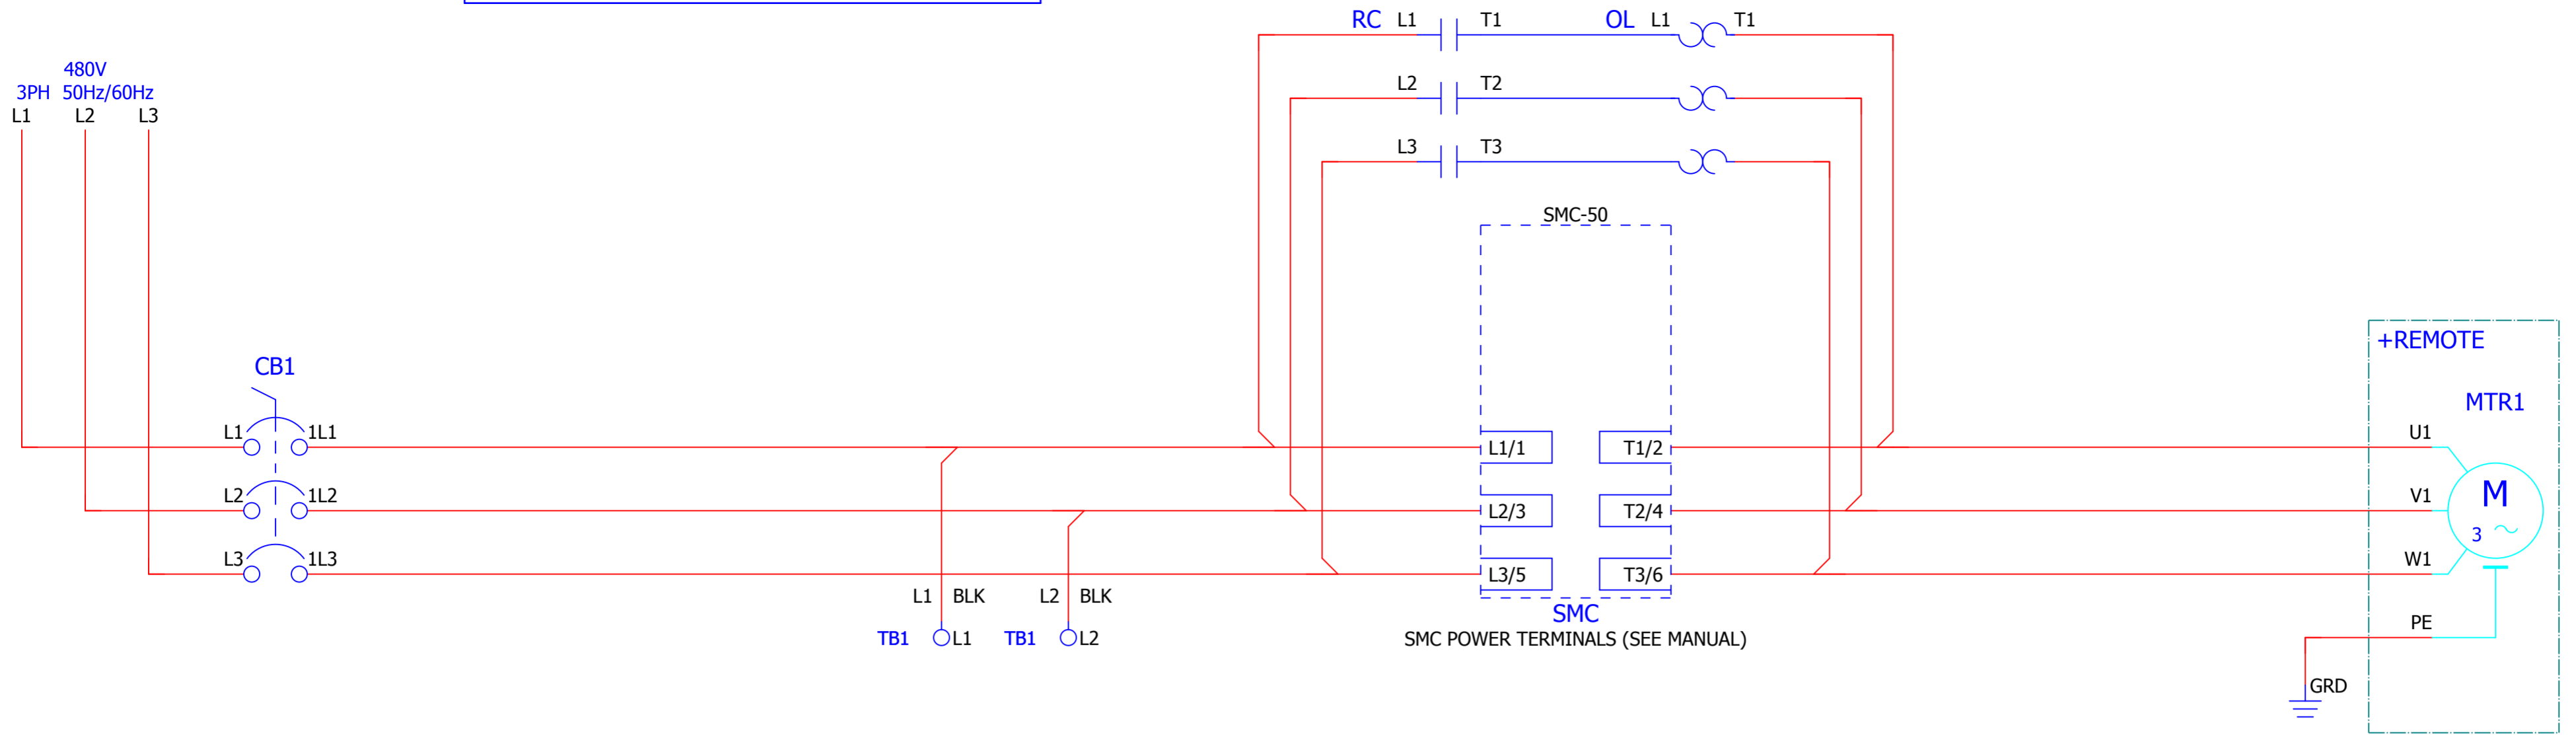 RC L1 T1 OL L1 T1
480V
3PH 50Hz/60Hz
L1 L2 L3
L2 T2
L3 T3
SMC-50
+REMOTE
CB1
MTR1
L1 1L1
L1/1 T1/2
U1
L2 1L2
L2/3 T2/4
V1
M
3
L3 1L3
L3/5 T3/6
W1
L1 BLK L2 BLK
SMC
PE
TB1 L1 TB1 L2
SMC POWER TERMINALS (SEE MANUAL)
GRD